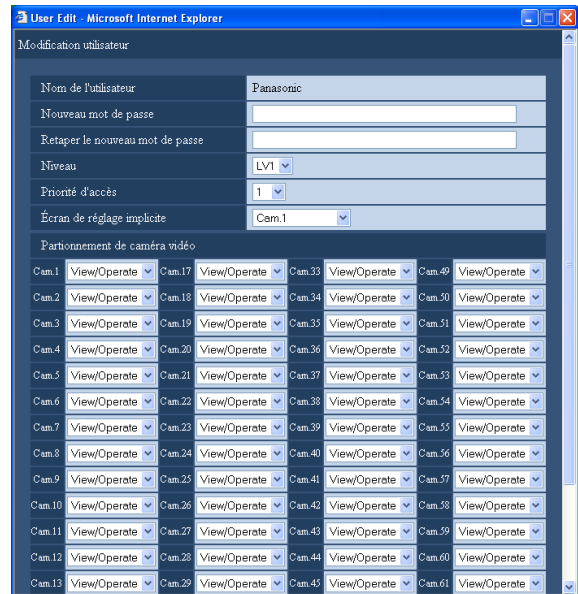 User Edit - Microsoft Internet Explorer
Modification utilisateur
Nom de l'utilisateur Panasonic
Nouveau mot de passe
Retaper le nouveau mot de passe
Niveau LV1
Priorité d'accès 1
Écran de réglage implicite Cam.1
Partionnement de caméra vidéo
Cam.1 View/Operate Cam.17 View/Operate Cam.33 View/Operate Cam.49 View/Operate
Cam.2 View/Operate Cam.18 View/Operate Cam.34 View/Operate Cam.50 View/Operate
Cam.3 View/Operate Cam.19 View/Operate Cam.35 View/Operate Cam.51 View/Operate
Cam.4 View/Operate Cam.20 View/Operate Cam.36 View/Operate Cam.52 View/Operate
Cam.5 View/Operate Cam.21 View/Operate Cam.37 View/Operate Cam.53 View/Operate
Cam.6 View/Operate Cam.22 View/Operate Cam.38 View/Operate Cam.54 View/Operate
Cam.7 View/Operate Cam.23 View/Operate Cam.39 View/Operate Cam.55 View/Operate
Cam.8 View/Operate Cam.24 View/Operate Cam.40 View/Operate Cam.56 View/Operate
Cam.9 View/Operate Cam.25 View/Operate Cam.41 View/Operate Cam.57 View/Operate
Cam.10 View/Operate Cam.26 View/Operate Cam.42 View/Operate Cam.58 View/Operate
Cam.11 View/Operate Cam.27 View/Operate Cam.43 View/Operate Cam.59 View/Operate
Cam.12 View/Operate Cam.28 View/Operate Cam.44 View/Operate Cam.60 View/Operate
Cam.13 View/Operate Cam.29 View/Operate Cam.45 View/Operate Cam.61 View/Operate